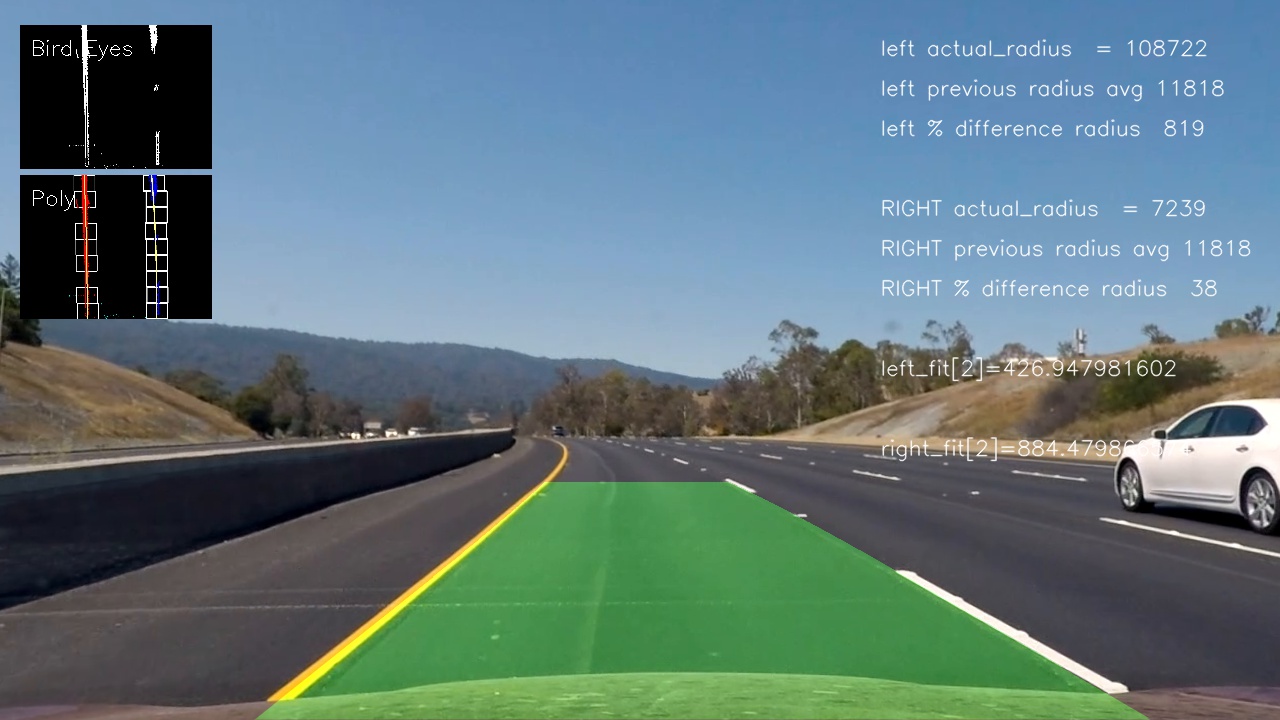 Bird Eyes
Poly
left actual_radius = 108722
left previous radius avg 11818
left % difference radius 819
RIGHT actual_radius = 7239
RIGHT previous radius avg 11818
RIGHT % difference radius 38
left_fit[2]=426.947981602